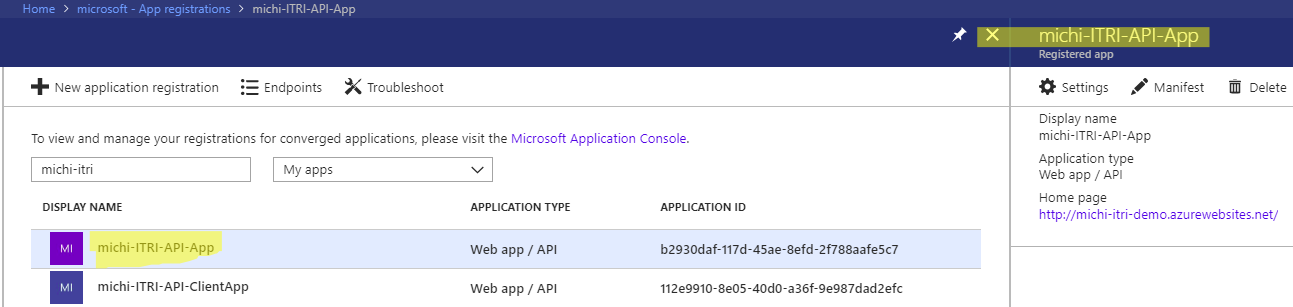 Home > microsoft - App registrations > michi-ITRI-API-App
michi-ITRI-API-App
Registered app
New application registration Endpoints Troubleshoot
Settings Manifest Delete
To view and manage your registrations for converged applications, please visit the Microsoft Application Console.
michi-itri My apps
DISPLAY NAME APPLICATION TYPE APPLICATION ID
MI michi-ITRI-API-App Web app / API b2930daf-117d-45ae-8efd-2f788aafe5c7
MI michi-ITRI-API-ClientApp Web app / API 112e9910-8e05-40d0-a36f-9e987dad2efc
Display name
michi-ITRI-API-App
Application type
Web app / API
Home page
http://michi-itri-demo.azurewebsites.net/